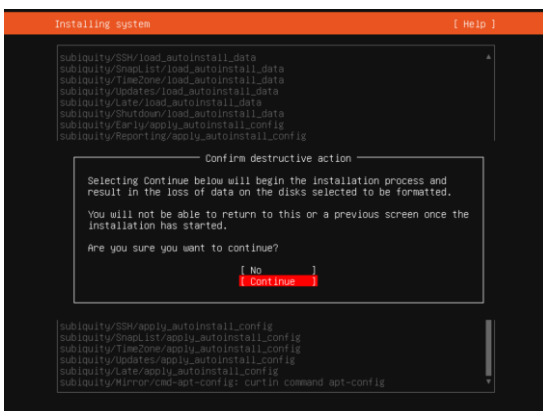 Installing system [ Help ]
subiquity/SSH/load_autoinstall_data
subiquity/SnapList/load_autoinstall_data
subiquity/TimeZone/load_autoinstall_data
subiquity/Updates/load_autoinstall_data
subiquity/Late/load_autoinstall_data
subiquity/Shutdown/load_autoinstall_data
subiquity/Early/apply_autoinstall_config
subiquity/Reporting/apply_autoinstall_config
Confirm destructive action
Selecting Continue below will begin the installation process and
result in the loss of data on the disks selected to be formatted.
You will not be able to return to this or a previous screen once the
installation has started.
Are you sure you want to continue?
[ No ]
[ Continue ]
subiquity/SSH/apply_autoinstall_config
subiquity/SnapList/apply_autoinstall_config
subiquity/TimeZone/apply_autoinstall_config
subiquity/Updates/apply_autoinstall_config
subiquity/Late/apply_autoinstall_config
subiquity/Mirror/cmd-apt-config: curtin command apt-config